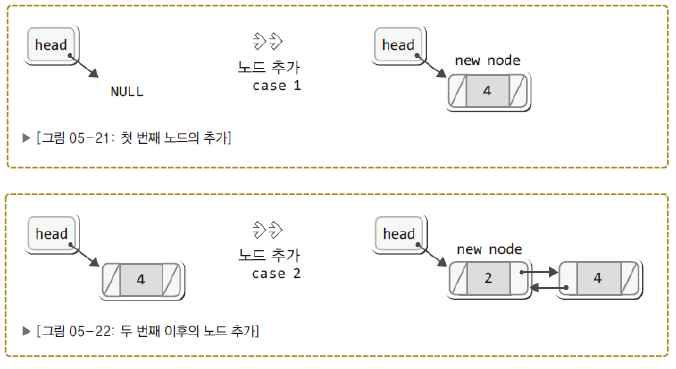 head
head
노드 추가
case 1
new node
NULL
4
▶ [그림 05-21: 첫 번째 노드의 추가]
head
head
노드 추가
case 2
new node
4
2
4
▶ [그림 05-22: 두 번째 이후의 노드 추가]